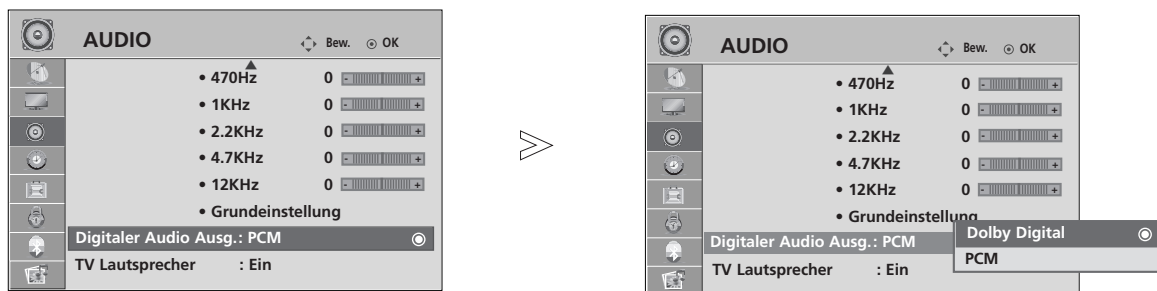 AUDIO Bew. OK
• 470Hz 0 - +
• 1KHz 0 - +
• 2.2KHz 0 - +
• 4.7KHz 0 - +
• 12KHz 0 - +
• Grundeinstellung
Digitaler Audio Ausg.: PCM
TV Lautsprecher : Ein
AUDIO Bew. OK
• 470Hz 0 - +
• 1KHz 0 - +
• 2.2KHz 0 - +
• 4.7KHz 0 - +
• 12KHz 0 - +
• Grundeinstellung
Digitaler Audio Ausg.: PCM
Dolby Digital
PCM
TV Lautsprecher : Ein